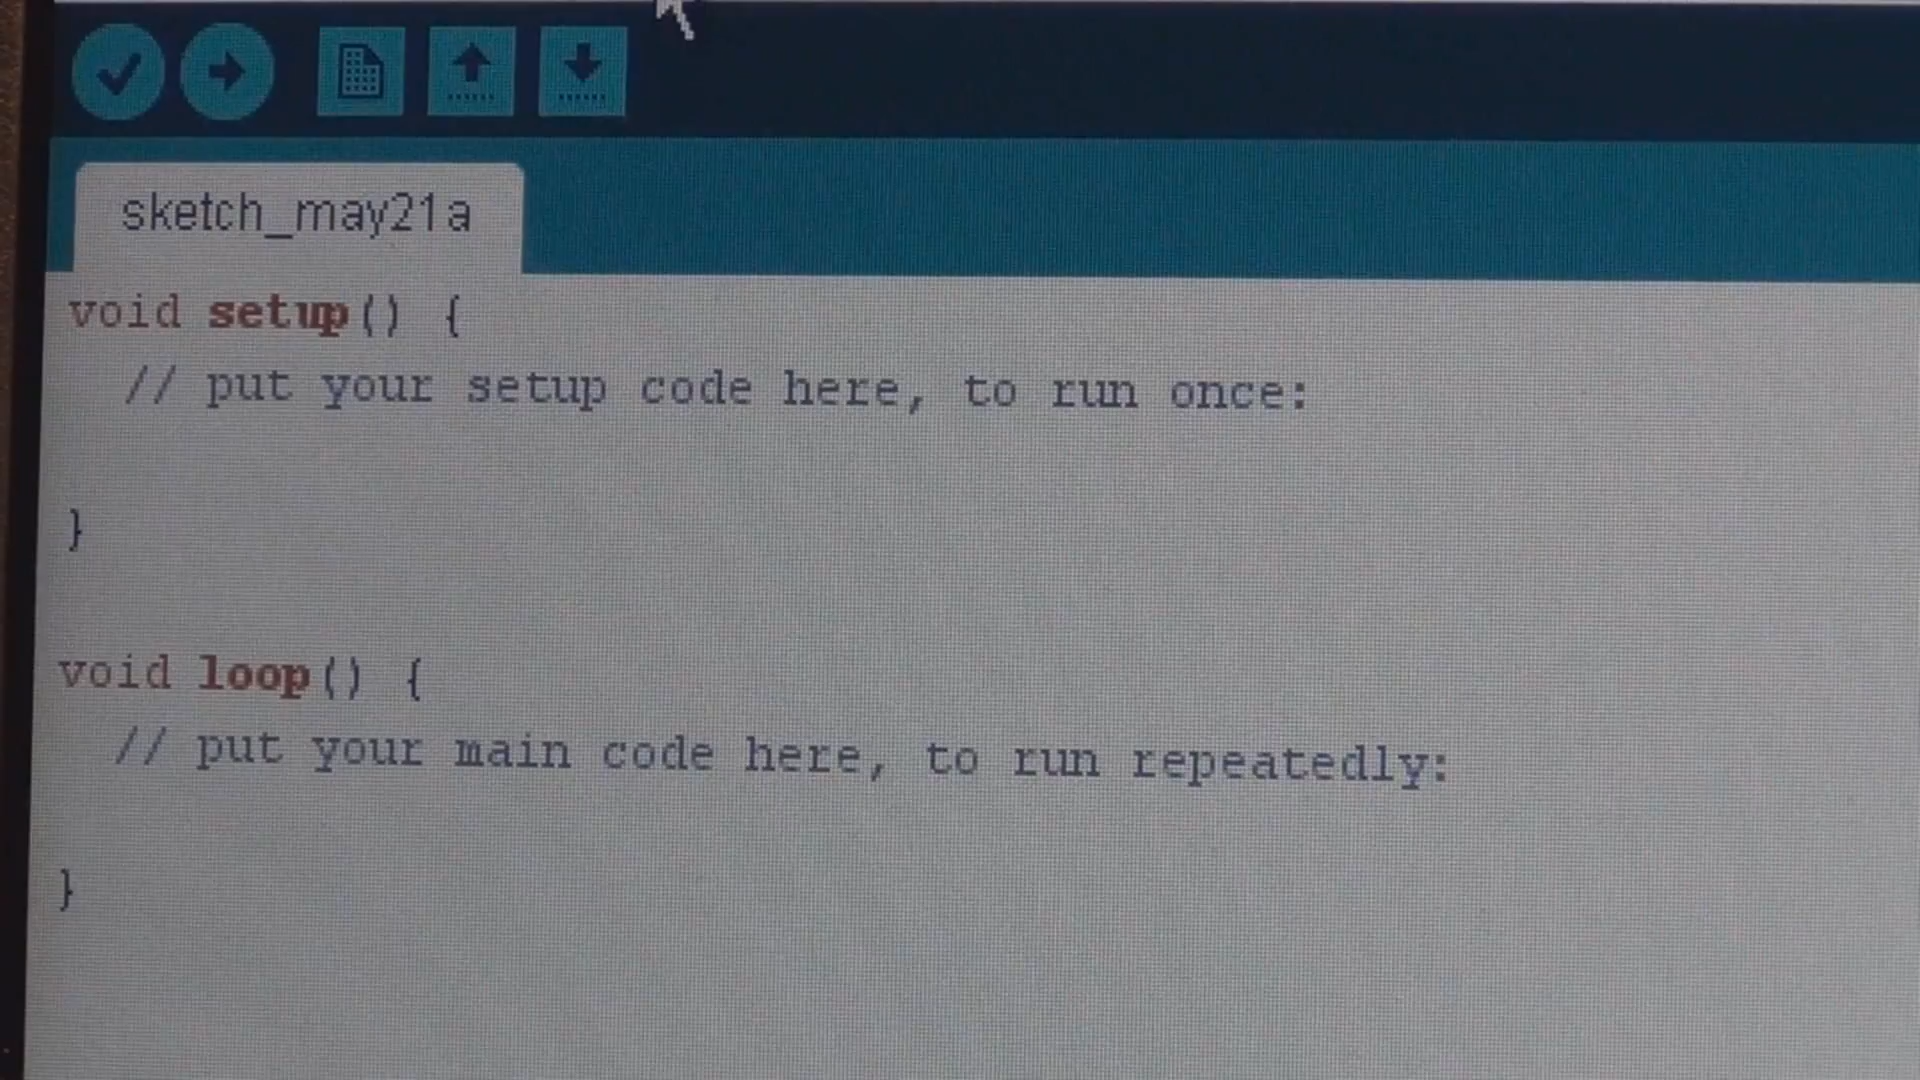 sketch_may21a
void setup() {
// put your setup code here, to run once:
}
void loop() {
// put your main code here, to run repeatedly:
}